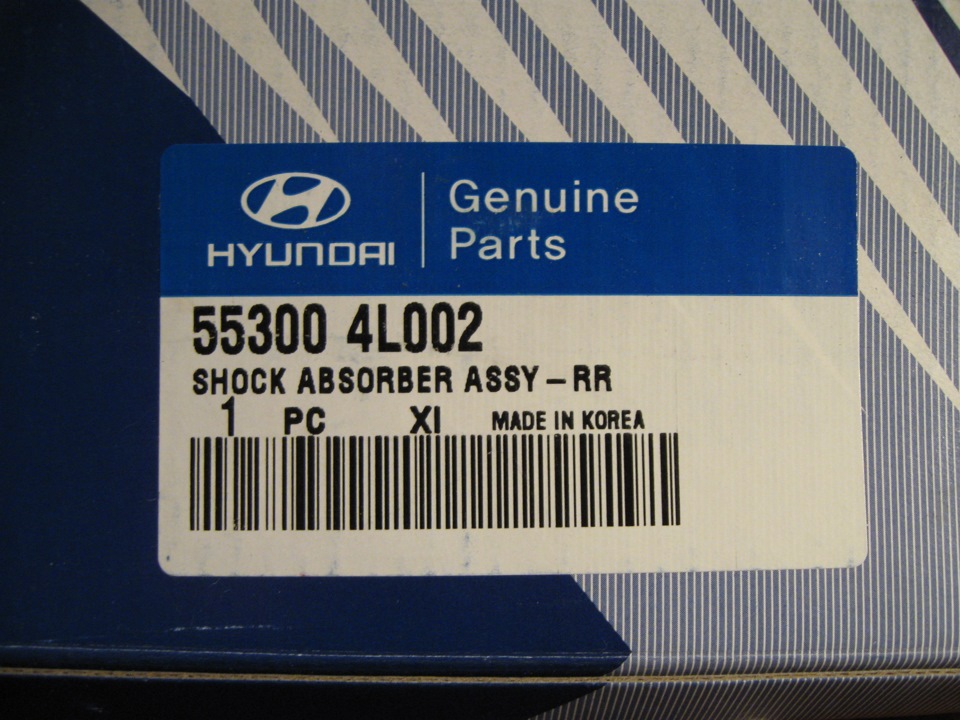 HYUNDAI
Genuine
Parts
55300 4L002
SHOCK ABSORBER ASSY-RR
1 PC XI MADE IN KOREA